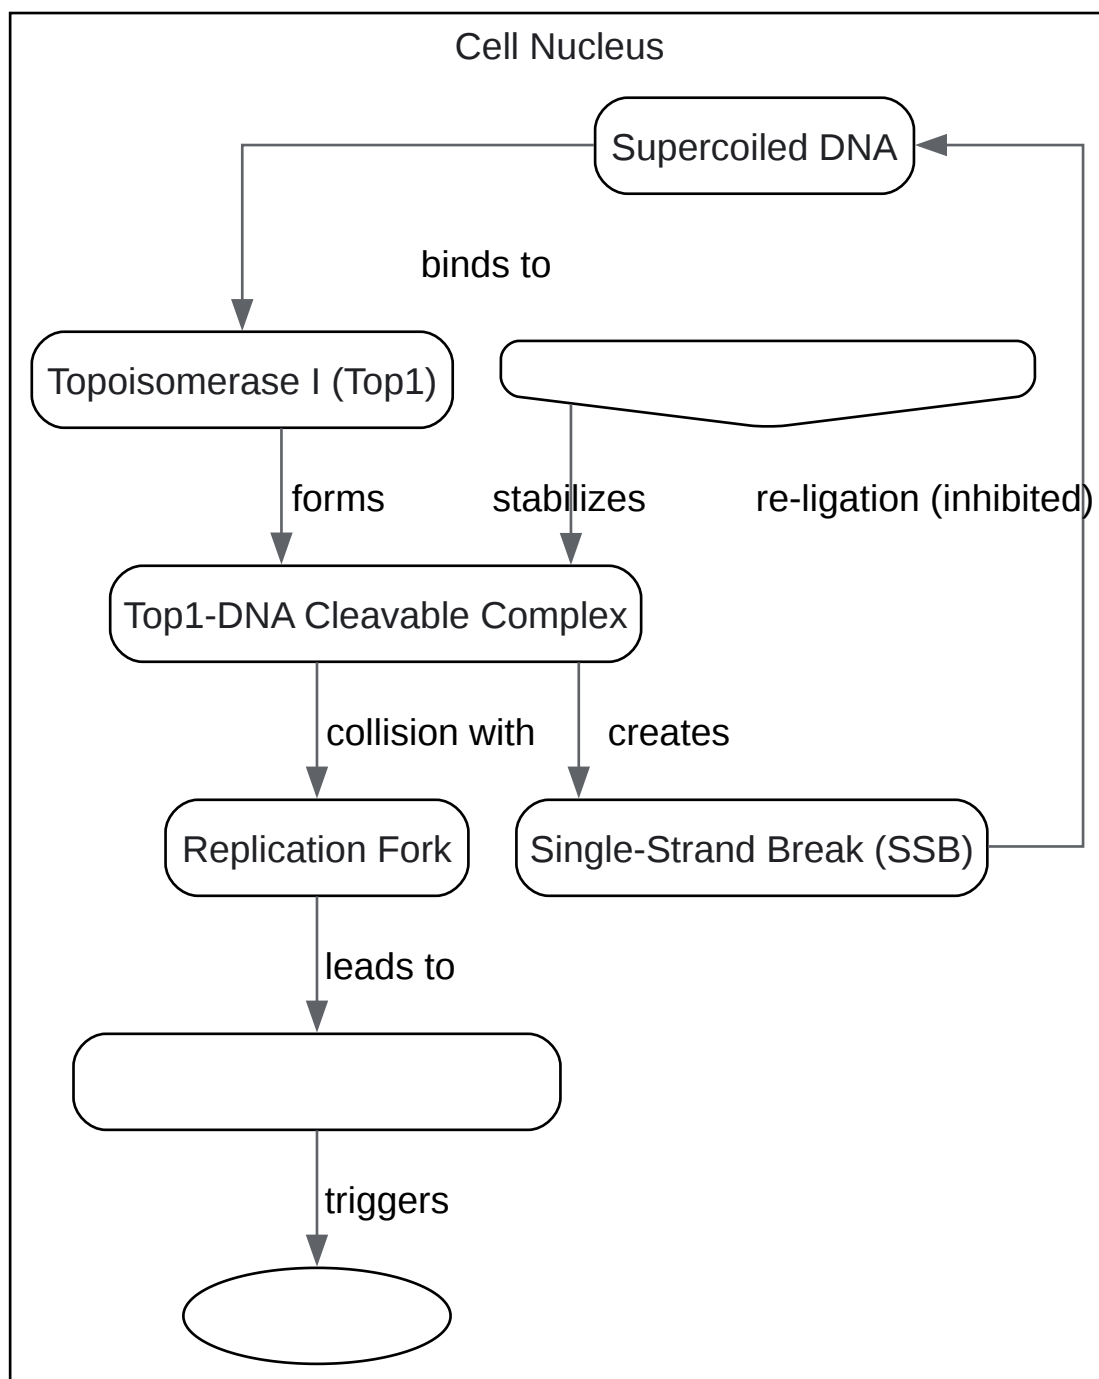 Cell Nucleus
Supercoiled DNA
binds to
Topoisomerase I (Top1)
forms
stabilizes
re-ligation (inhibited)
Top1-DNA Cleavable Complex
collision with
creates
Replication Fork
Single-Strand Break (SSB)
leads to
triggers